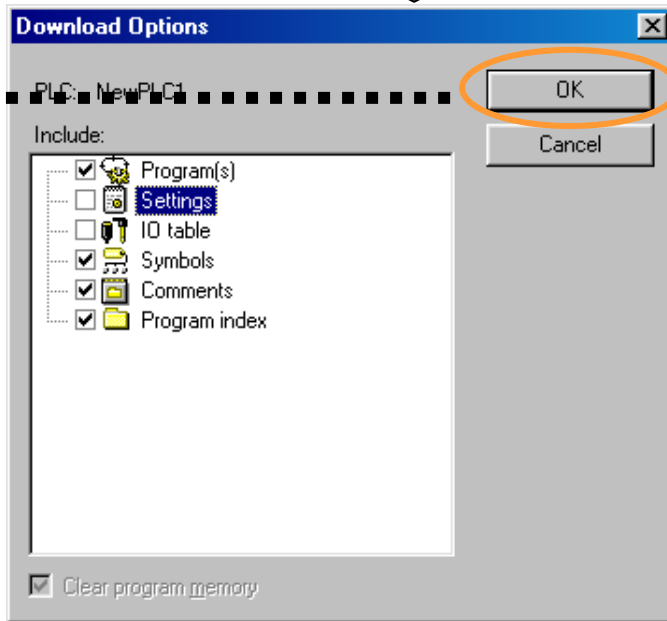 Download Options
PLC: NewPLC1
OK
Include:
Cancel
Program(s)
Settings
IO table
Symbols
Comments
Program index
Clear program memory